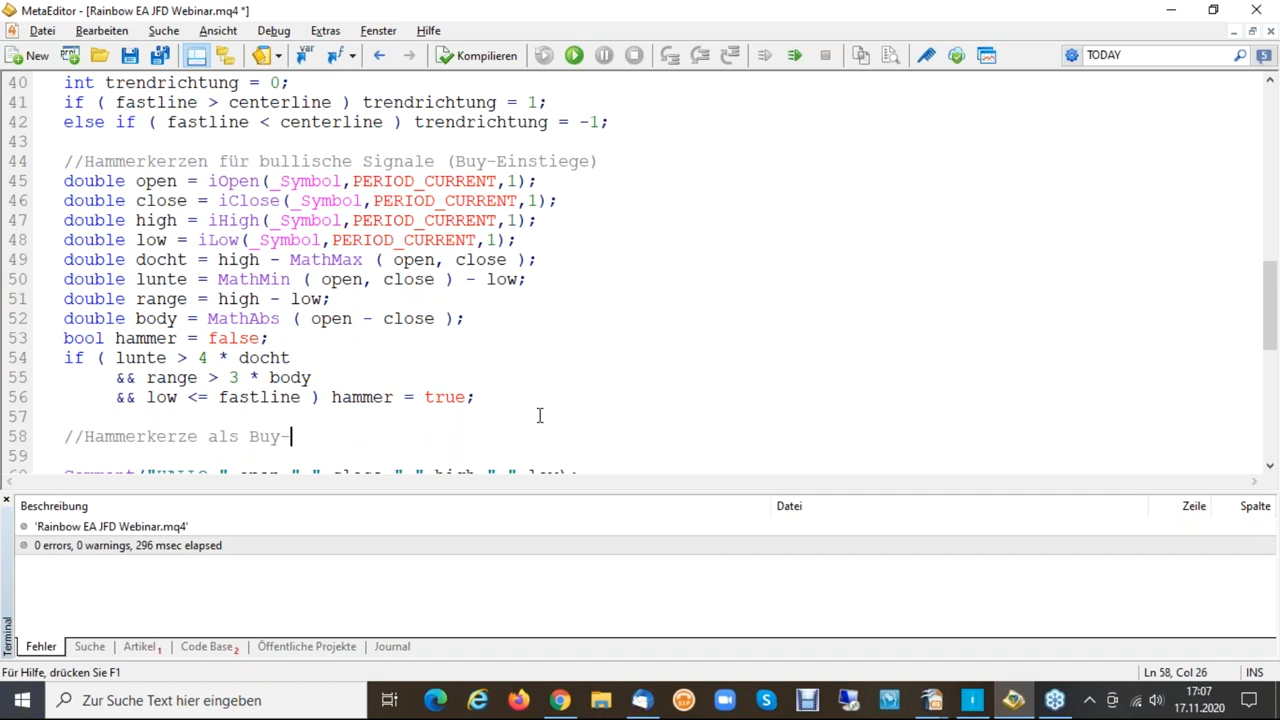 MetaEditor - [Rainbow EA JFD Webinar.mq4 *]
Datei Bearbeiten Suche Ansicht Debug Extras Fenster Hilfe
New Kompilieren TODAY 5
40 int trendrichtung = 0;
41 if ( fastline > centerline ) trendrichtung = 1;
42 else if ( fastline < centerline ) trendrichtung = -1;
43
44 //Hammerkerzen für bullische Signale (Buy-Einstiege)
45 double open = iOpen(_Symbol,PERIOD_CURRENT,1);
46 double close = iClose(_Symbol,PERIOD_CURRENT,1);
47 double high = iHigh(_Symbol,PERIOD_CURRENT,1);
48 double low = iLow(_Symbol,PERIOD_CURRENT,1);
49 double docht = high - MathMax ( open, close );
50 double lunte = MathMin ( open, close ) - low;
51 double range = high - low;
52 double body = MathAbs ( open - close );
53 bool hammer = false;
54 if ( lunte > 4 * docht
55 && range > 3 * body
56 && low <= fastline ) hammer = true;
57
58 //Hammerkerze als Buy-
59
Beschreibung Datei Zeile Spalte
'Rainbow EA JFD Webinar.mq4'
0 errors, 0 warnings, 296 msec elapsed
Terminal
Fehler Suche Artikel 1 Code Base 2 Öffentliche Projekte Journal
Für Hilfe, drücken Sie F1 Ln 58, Col 26 INS
Zur Suche Text hier eingeben
17:07
17.11.2020